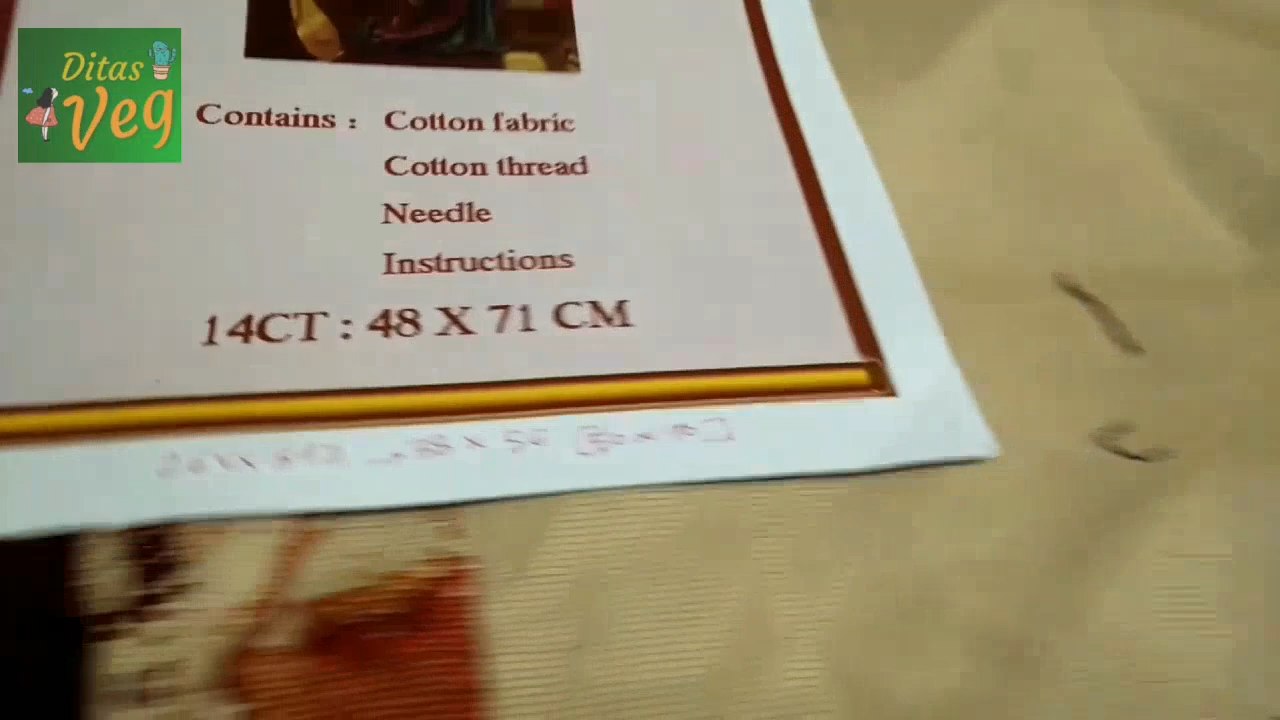 Ditas
Veg
Contains : Cotton fabric
Cotton thread
Needle
Instructions
14CT : 48 X 71 CM